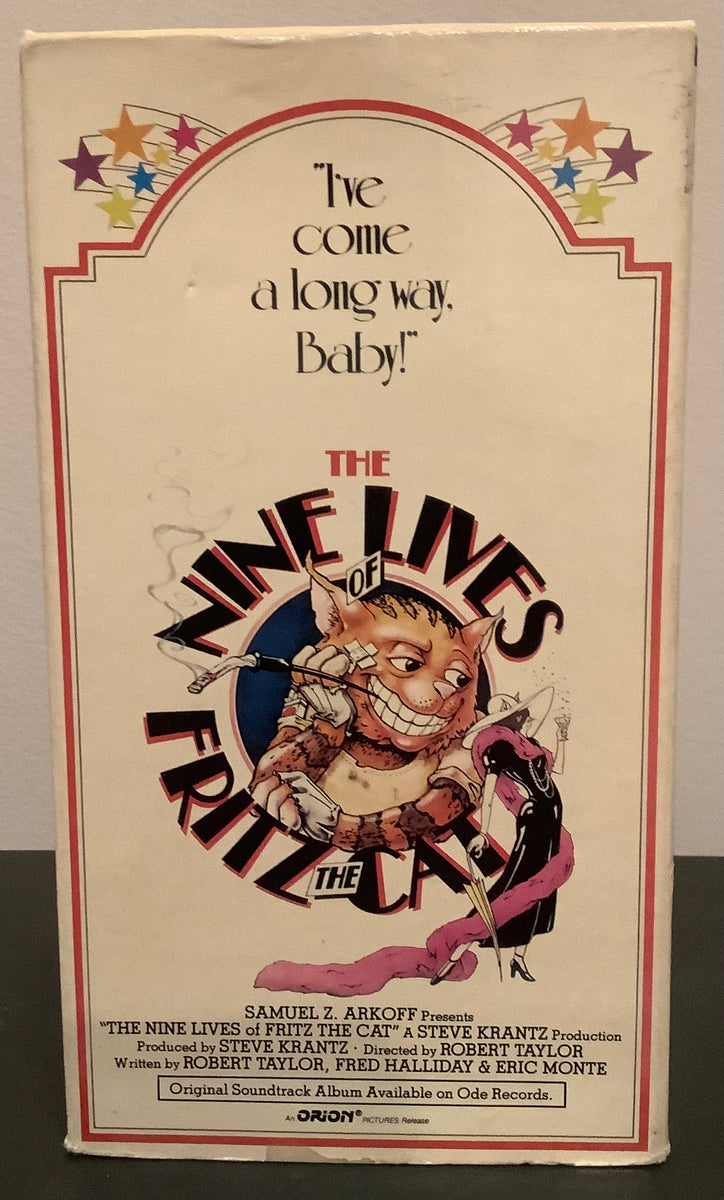 "I've
come
a long way,
Baby!"
THE
NINE LIVES
OF
FRITZ
THE
CAT
SAMUEL Z. ARKOFF Presents
"THE NINE LIVES of FRITZ THE CAT" A STEVE KRANTZ Production
Produced by STEVE KRANTZ · Directed by ROBERT TAYLOR
Written by ROBERT TAYLOR, FRED HALLIDAY & ERIC MONTE
Original Soundtrack Album Available on Ode Records.
An ORION® PICTURES Release